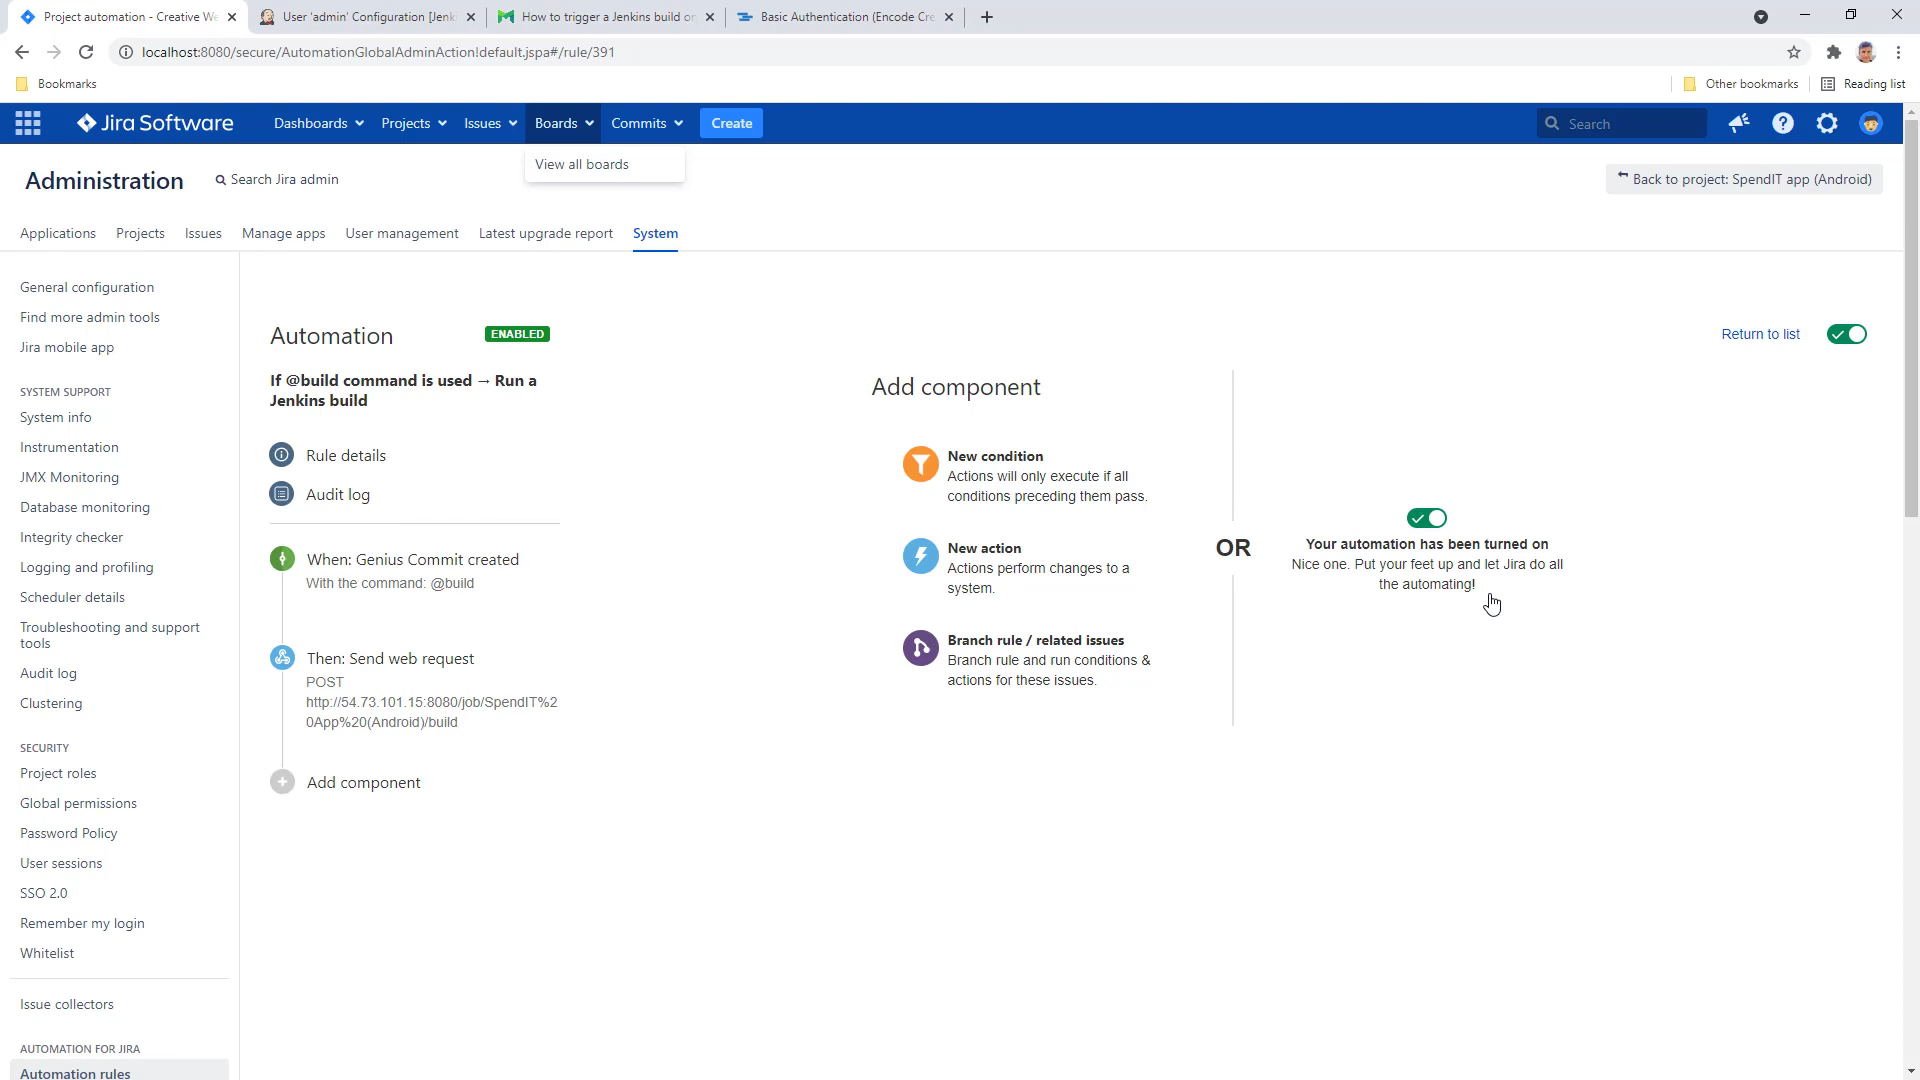 Project automation - Creative We
User 'admin' Configuration [Jenki
How to trigger a Jenkins build on
Basic Authentication (Encode Cre
localhost:8080/secure/AutomationGlobalAdminAction!default.jspa#/rule/391
Bookmarks
Other bookmarks
Reading list
Jira Software
Dashboards
Projects
Issues
Boards
Commits
Create
Search
View all boards
Administration
Search Jira admin
Back to project: SpendIT app (Android)
Applications
Projects
Issues
Manage apps
User management
Latest upgrade report
System
General configuration
Find more admin tools
Jira mobile app
SYSTEM SUPPORT
System info
Instrumentation
JMX Monitoring
Database monitoring
Integrity checker
Logging and profiling
Scheduler details
Troubleshooting and support
tools
Audit log
Clustering
SECURITY
Project roles
Global permissions
Password Policy
User sessions
SSO 2.0
Remember my login
Whitelist
Issue collectors
AUTOMATION FOR JIRA
Automation rules
Automation
ENABLED
Return to list
If @build command is used → Run a
Jenkins build
Rule details
Audit log
When: Genius Commit created
With the command: @build
Then: Send web request
POST
http://54.73.101.15:8080/job/SpendIT%2
0App%20(Android)/build
Add component
Add component
New condition
Actions will only execute if all
conditions preceding them pass.
New action
Actions perform changes to a
system.
Branch rule / related issues
Branch rule and run conditions &
actions for these issues.
OR
Your automation has been turned on
Nice one. Put your feet up and let Jira do all
the automating!